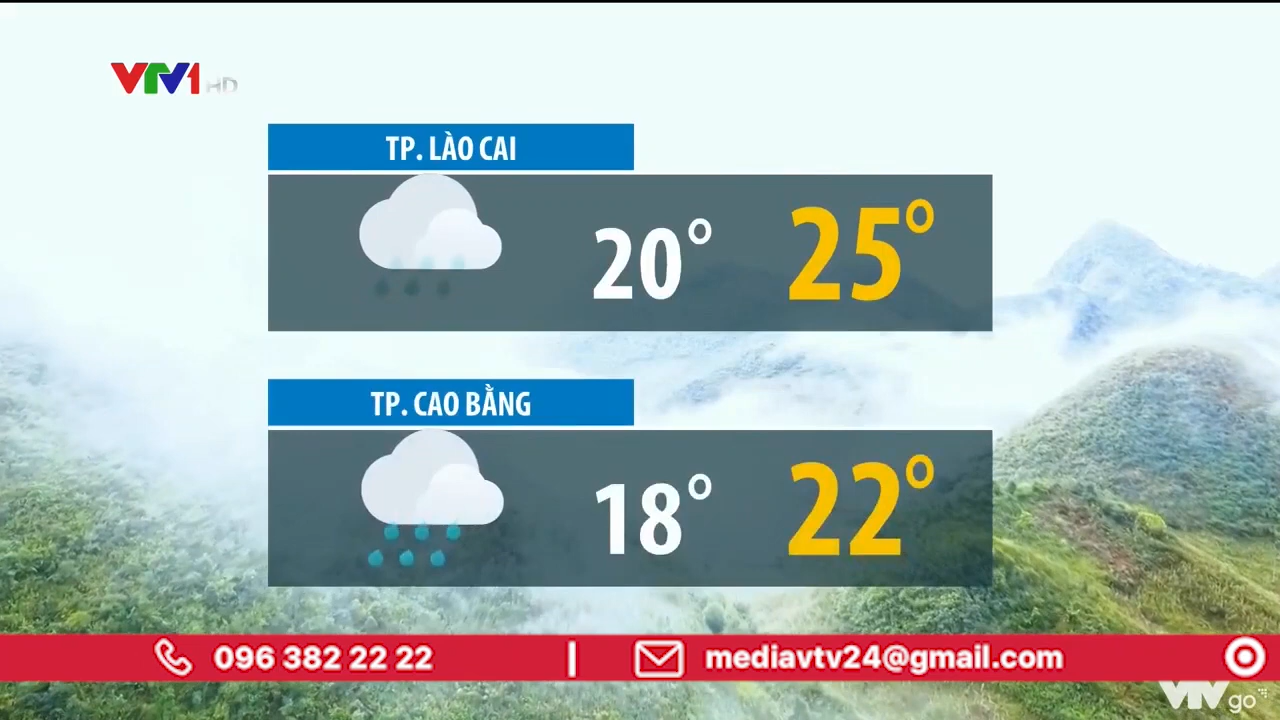 VTV1 HD
TP. LÀO CAI
20° 25°
TP. CAO BẰNG
18° 22°
096 382 22 22 | mediavtv24@gmail.com
VTV go